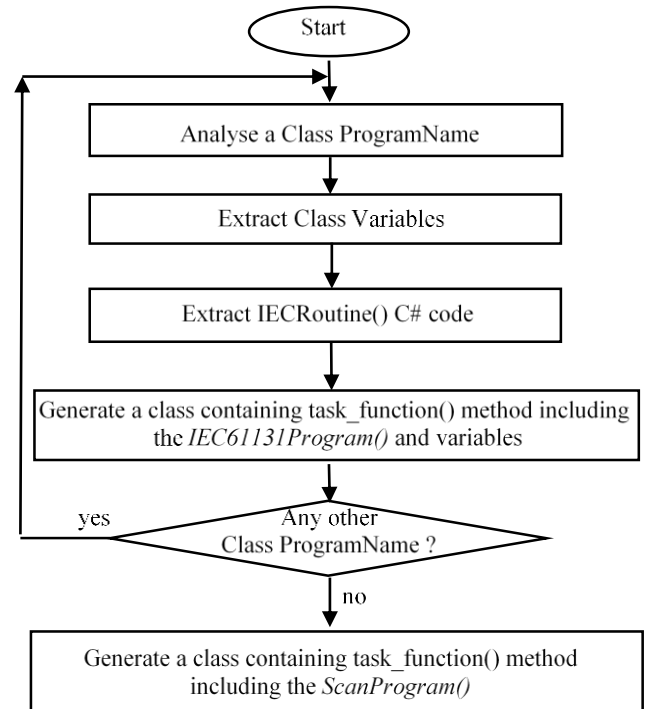 Start
Analyse a Class ProgramName
Extract Class Variables
Extract IECRoutine() C# code
Generate a class containing task_function() method including
the IEC61131Program() and variables
yes
Any other
Class ProgramName ?
no
Generate a class containing task_function() method
including the ScanProgram()